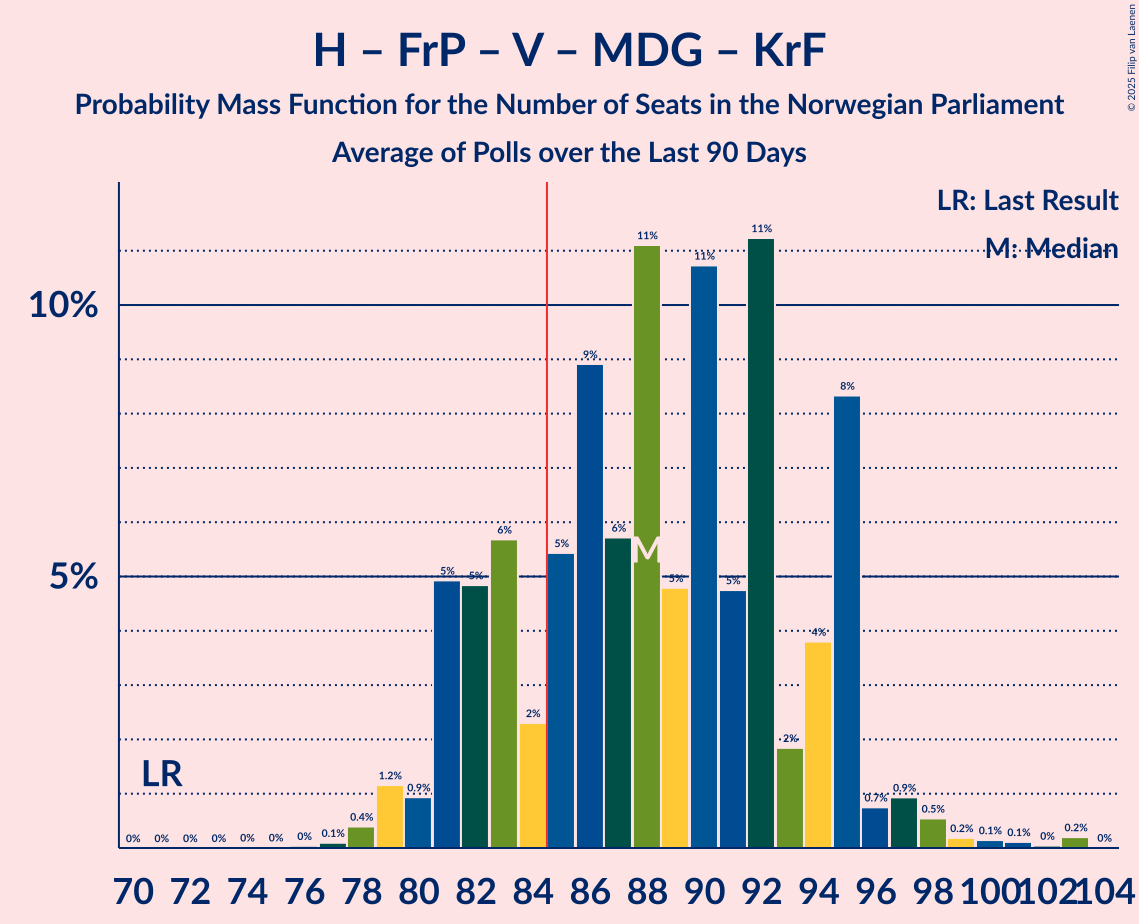 H – FrP – V – MDG – KrF
Probability Mass Function for the Number of Seats in the Norwegian Parliament
Average of Polls over the Last 90 Days
© 2025 Filip van Laenen
LR: Last Result
M: Median
10%
5%
LR
M
0% 0% 0% 0% 0% 0% 0% 0.1% 0.4% 1.2% 0.9% 5% 5% 6% 2% 5% 9% 6% 11% 5% 11% 5% 11% 2% 4% 8% 0.7% 0.9% 0.5% 0.2% 0.1% 0.1% 0% 0.2% 0%
70 72 74 76 78 80 82 84 86 88 90 92 94 96 98 100 102 104